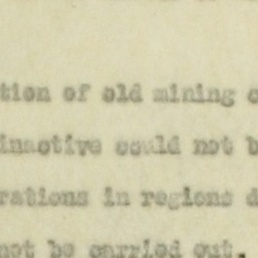 tion of old mining c
inactive could not b
rations in regions d
not be carried out.